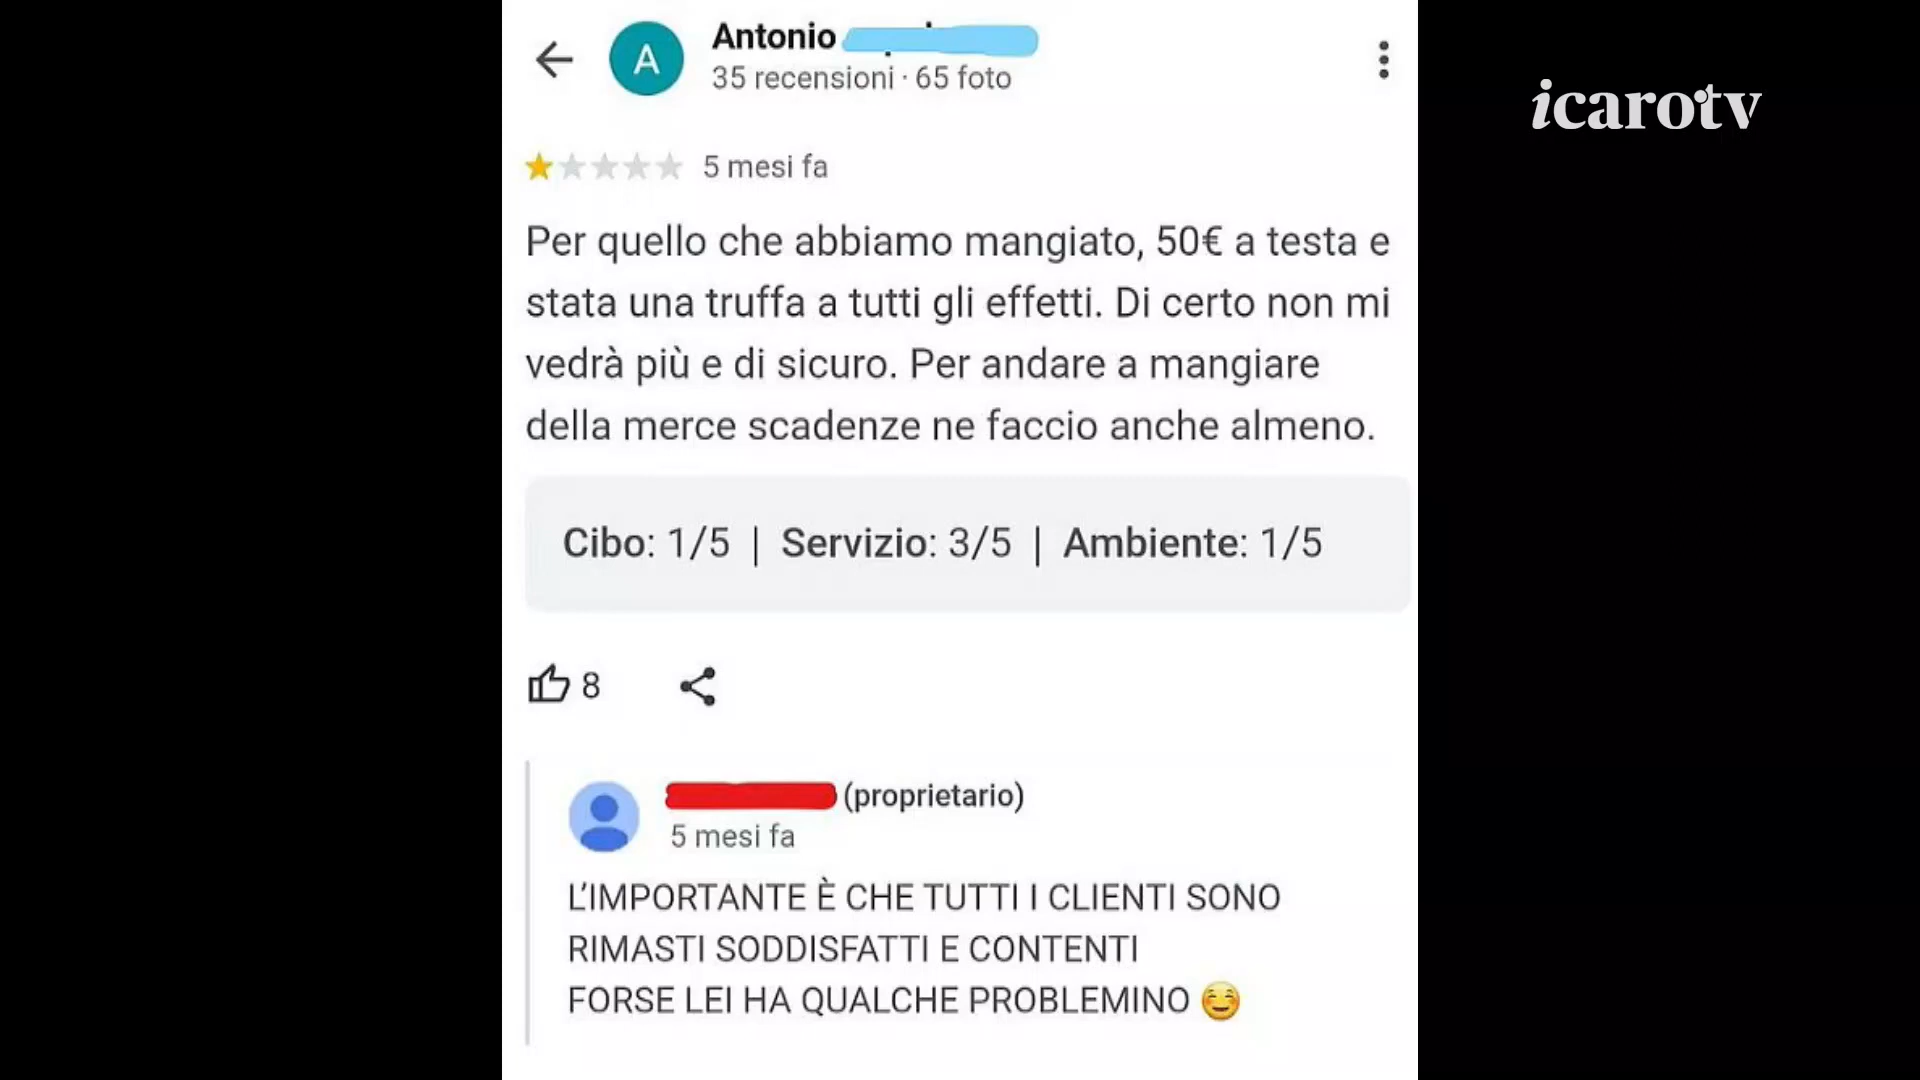 Antonio
A
35 recensioni · 65 foto
icarotv
5 mesi fa
Per quello che abbiamo mangiato, 50€ a testa e
stata una truffa a tutti gli effetti. Di certo non mi
vedrà più e di sicuro. Per andare a mangiare
della merce scadenze ne faccio anche almeno.
Cibo: 1/5 | Servizio: 3/5 | Ambiente: 1/5
8
(proprietario)
5 mesi fa
L'IMPORTANTE È CHE TUTTI I CLIENTI SONO
RIMASTI SODDISFATTI E CONTENTI
FORSE LEI HA QUALCHE PROBLEMINO ☺️